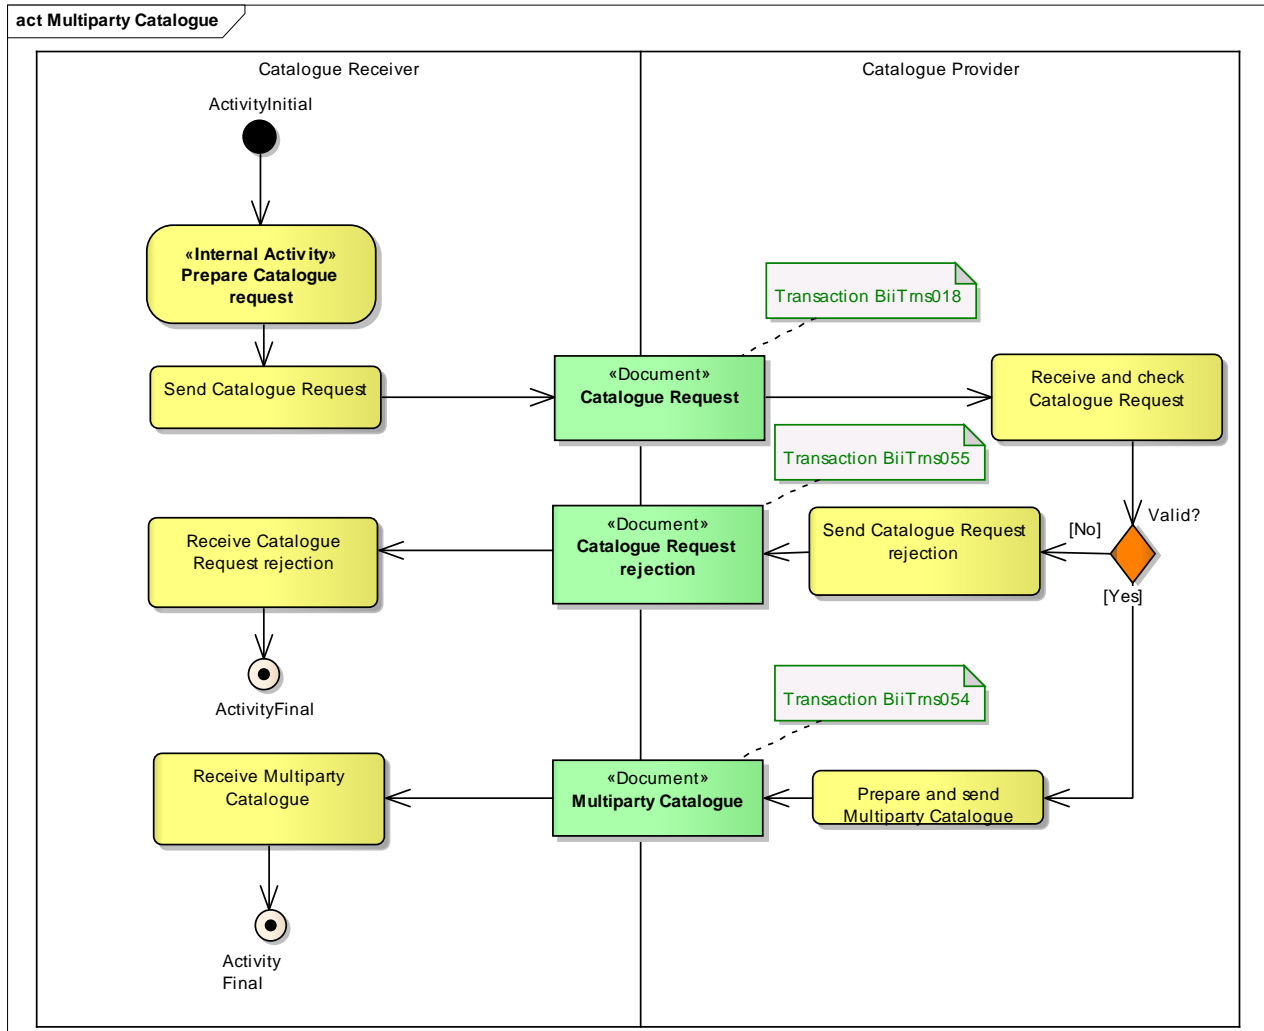 act Multiparty Catalogue
Catalogue Receiver
Catalogue Provider
ActivityInitial
«Internal Activity»
Prepare Catalogue
request
Transaction BiiTrns018
Send Catalogue Request
«Document»
Catalogue Request
Receive and check
Catalogue Request
Transaction BiiTrns055
Valid?
[No]
[Yes]
Send Catalogue Request
rejection
«Document»
Catalogue Request
rejection
Receive Catalogue
Request rejection
ActivityFinal
Transaction BiiTrns054
Prepare and send
Multiparty Catalogue
«Document»
Multiparty Catalogue
Receive Multiparty
Catalogue
Activity
Final